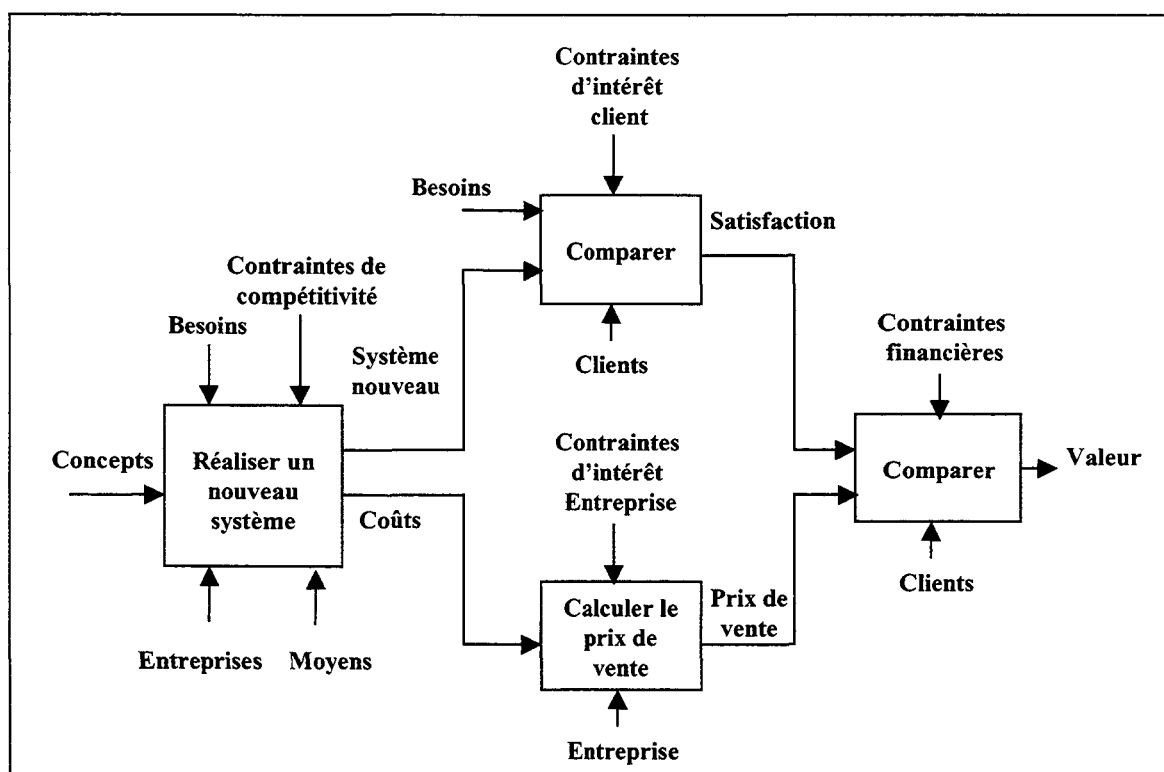 Contraintes
d'intérêt
client
Besoins
Satisfaction
Comparer
Contraintes de
compétitivité
Besoins
Contraintes
financières
Système
nouveau
Clients
Contraintes
d'intérêt
Entreprise
Concepts
Réaliser un
nouveau
système
Comparer
Valeur
Coûts
Clients
Calculer le
prix de
vente
Prix de
vente
Entreprises
Moyens
Entreprise